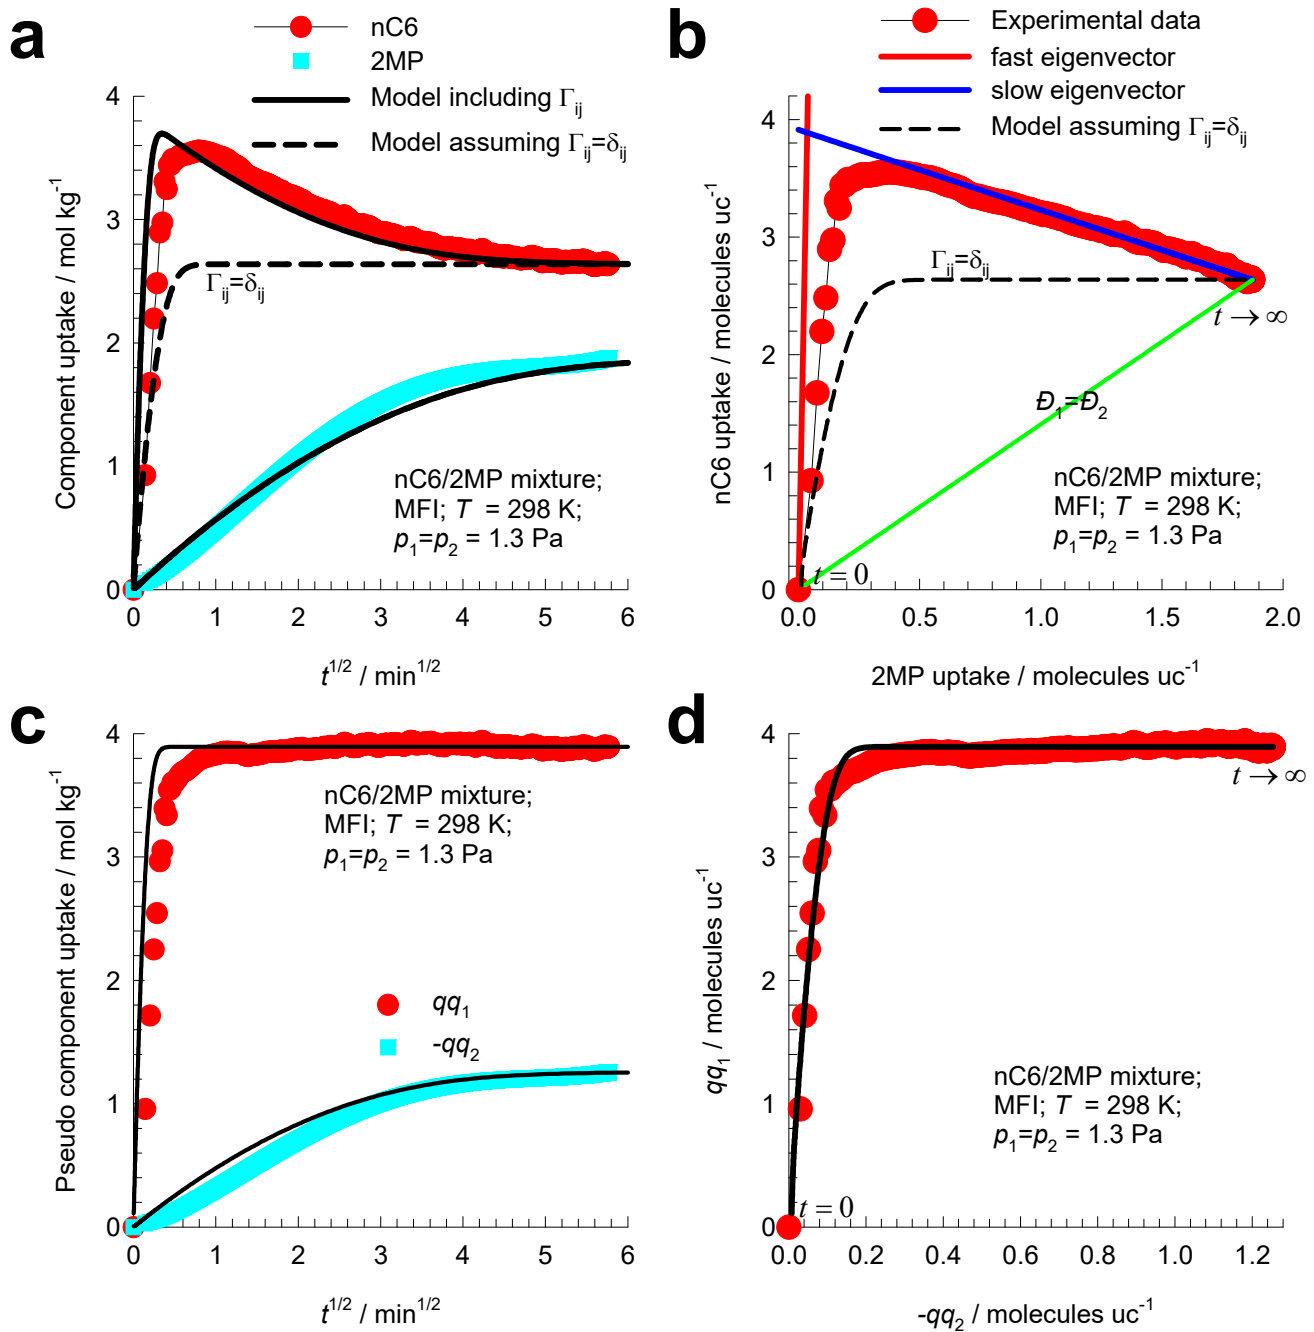 a
nC6
2MP
Model including Γij
Model assuming Γij=δij
4
3
2
1
0
Component uptake / mol kg-1
Γij=δij
nC6/2MP mixture;
MFI; T = 298 K;
p1=p2 = 1.3 Pa
0 1 2 3 4 5 6
t1/2 / min1/2
b
Experimental data
fast eigenvector
slow eigenvector
Model assuming Γij=δij
4
3
2
1
0
nC6 uptake / molecules uc-1
Γij=δij
t → ∞
Đ1=Đ2
nC6/2MP mixture;
MFI; T = 298 K;
p1=p2 = 1.3 Pa
t = 0
0.0 0.5 1.0 1.5 2.0
2MP uptake / molecules uc-1
c
4
3
2
1
0
Pseudo component uptake / mol kg-1
nC6/2MP mixture;
MFI; T = 298 K;
p1=p2 = 1.3 Pa
qq1
-qq2
0 1 2 3 4 5 6
t1/2 / min1/2
d
4
3
2
1
0
qq1 / molecules uc-1
t → ∞
nC6/2MP mixture;
MFI; T = 298 K;
p1=p2 = 1.3 Pa
t = 0
0.0 0.2 0.4 0.6 0.8 1.0 1.2
-qq2 / molecules uc-1